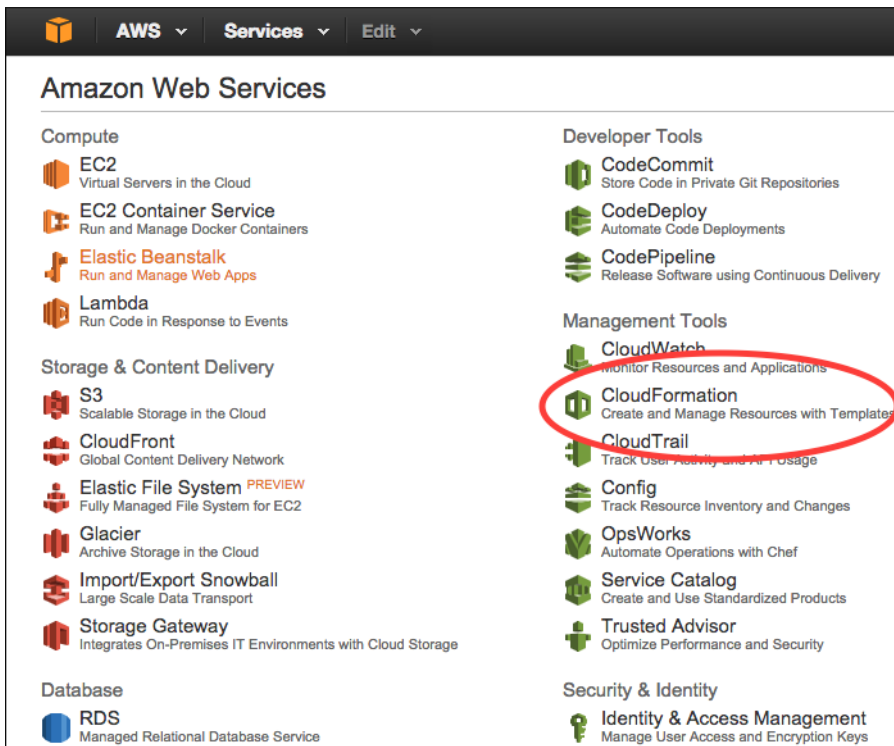 AWS Services Edit
Amazon Web Services
Compute
EC2
Virtual Servers in the Cloud
EC2 Container Service
Run and Manage Docker Containers
Elastic Beanstalk
Run and Manage Web Apps
Lambda
Run Code in Response to Events
Storage & Content Delivery
S3
Scalable Storage in the Cloud
CloudFront
Global Content Delivery Network
Elastic File System PREVIEW
Fully Managed File System for EC2
Glacier
Archive Storage in the Cloud
Import/Export Snowball
Large Scale Data Transport
Storage Gateway
Integrates On-Premises IT Environments with Cloud Storage
Database
RDS
Managed Relational Database Service
Developer Tools
CodeCommit
Store Code in Private Git Repositories
CodeDeploy
Automate Code Deployments
CodePipeline
Release Software using Continuous Delivery
Management Tools
CloudWatch
Monitor Resources and Applications
CloudFormation
Create and Manage Resources with Templates
CloudTrail
Track User Activity and API Usage
Config
Track Resource Inventory and Changes
OpsWorks
Automate Operations with Chef
Service Catalog
Create and Use Standardized Products
Trusted Advisor
Optimize Performance and Security
Security & Identity
Identity & Access Management
Manage User Access and Encryption Keys